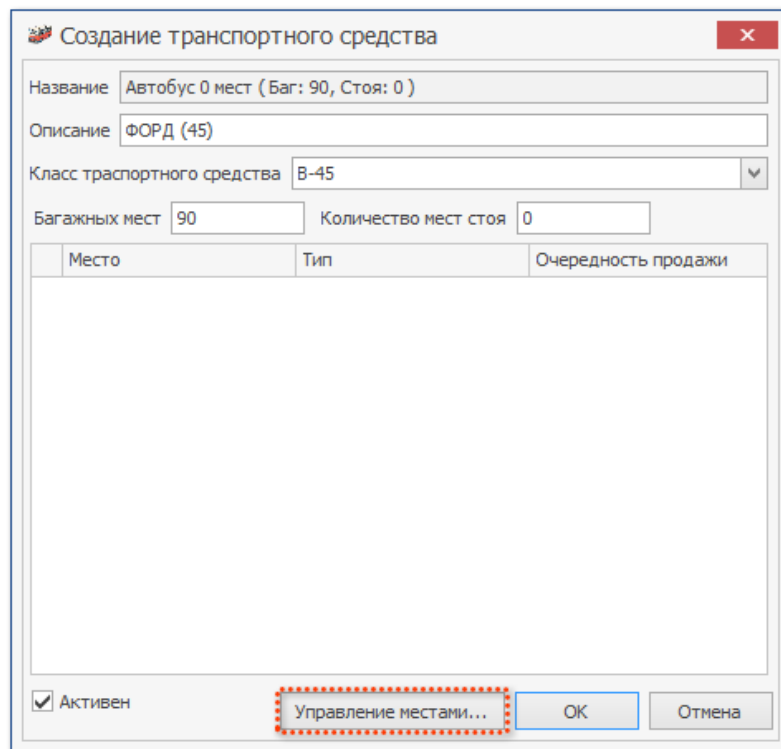 Создание транспортного средства
Название Автобус 0 мест ( Баг: 90, Стоя: 0 )
Описание ФОРД (45)
Класс траспортного средства В-45
Багажных мест 90 Количество мест стоя 0
Место Тип Очередность продажи
Активен Управление местами... ОК Отмена